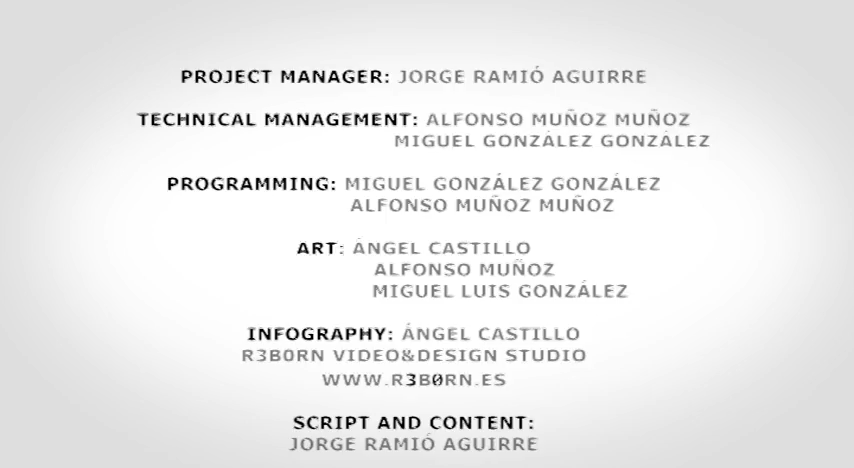 PROJECT MANAGER: JORGE RAMIÓ AGUIRRE
TECHNICAL MANAGEMENT: ALFONSO MUÑOZ MUÑOZ
MIGUEL GONZÁLEZ GONZÁLEZ
PROGRAMMING: MIGUEL GONZÁLEZ GONZÁLEZ
ALFONSO MUÑOZ MUÑOZ
ART: ÁNGEL CASTILLO
ALFONSO MUÑOZ
MIGUEL LUIS GONZÁLEZ
INFOGRAPHY: ÁNGEL CASTILLO
R3B0RN VIDEO&DESIGN STUDIO
WWW.R3B0RN.ES
SCRIPT AND CONTENT:
JORGE RAMIÓ AGUIRRE